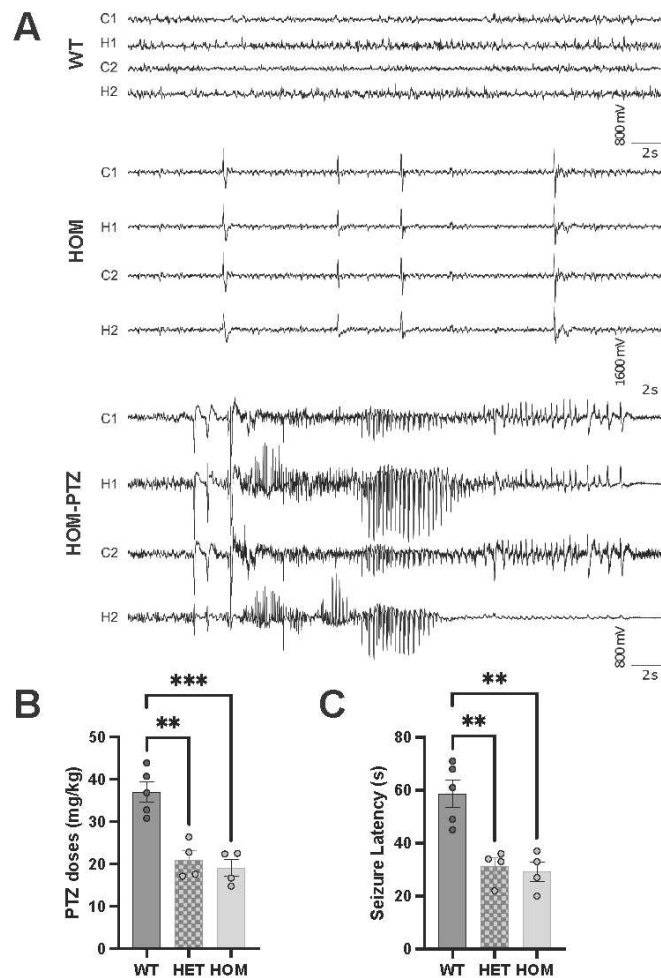 A
WT
C1
H1
C2
H2
800 mV
2s
HOM
C1
H1
C2
H2
1600 mV
2s
HOM-PTZ
C1
H1
C2
H2
800 mV
2s
B
***
**
PTZ doses (mg/kg)
50
40
30
20
10
0
WT HET HOM
C
**
**
Seizure Latency (s)
80
60
40
20
0
WT HET HOM